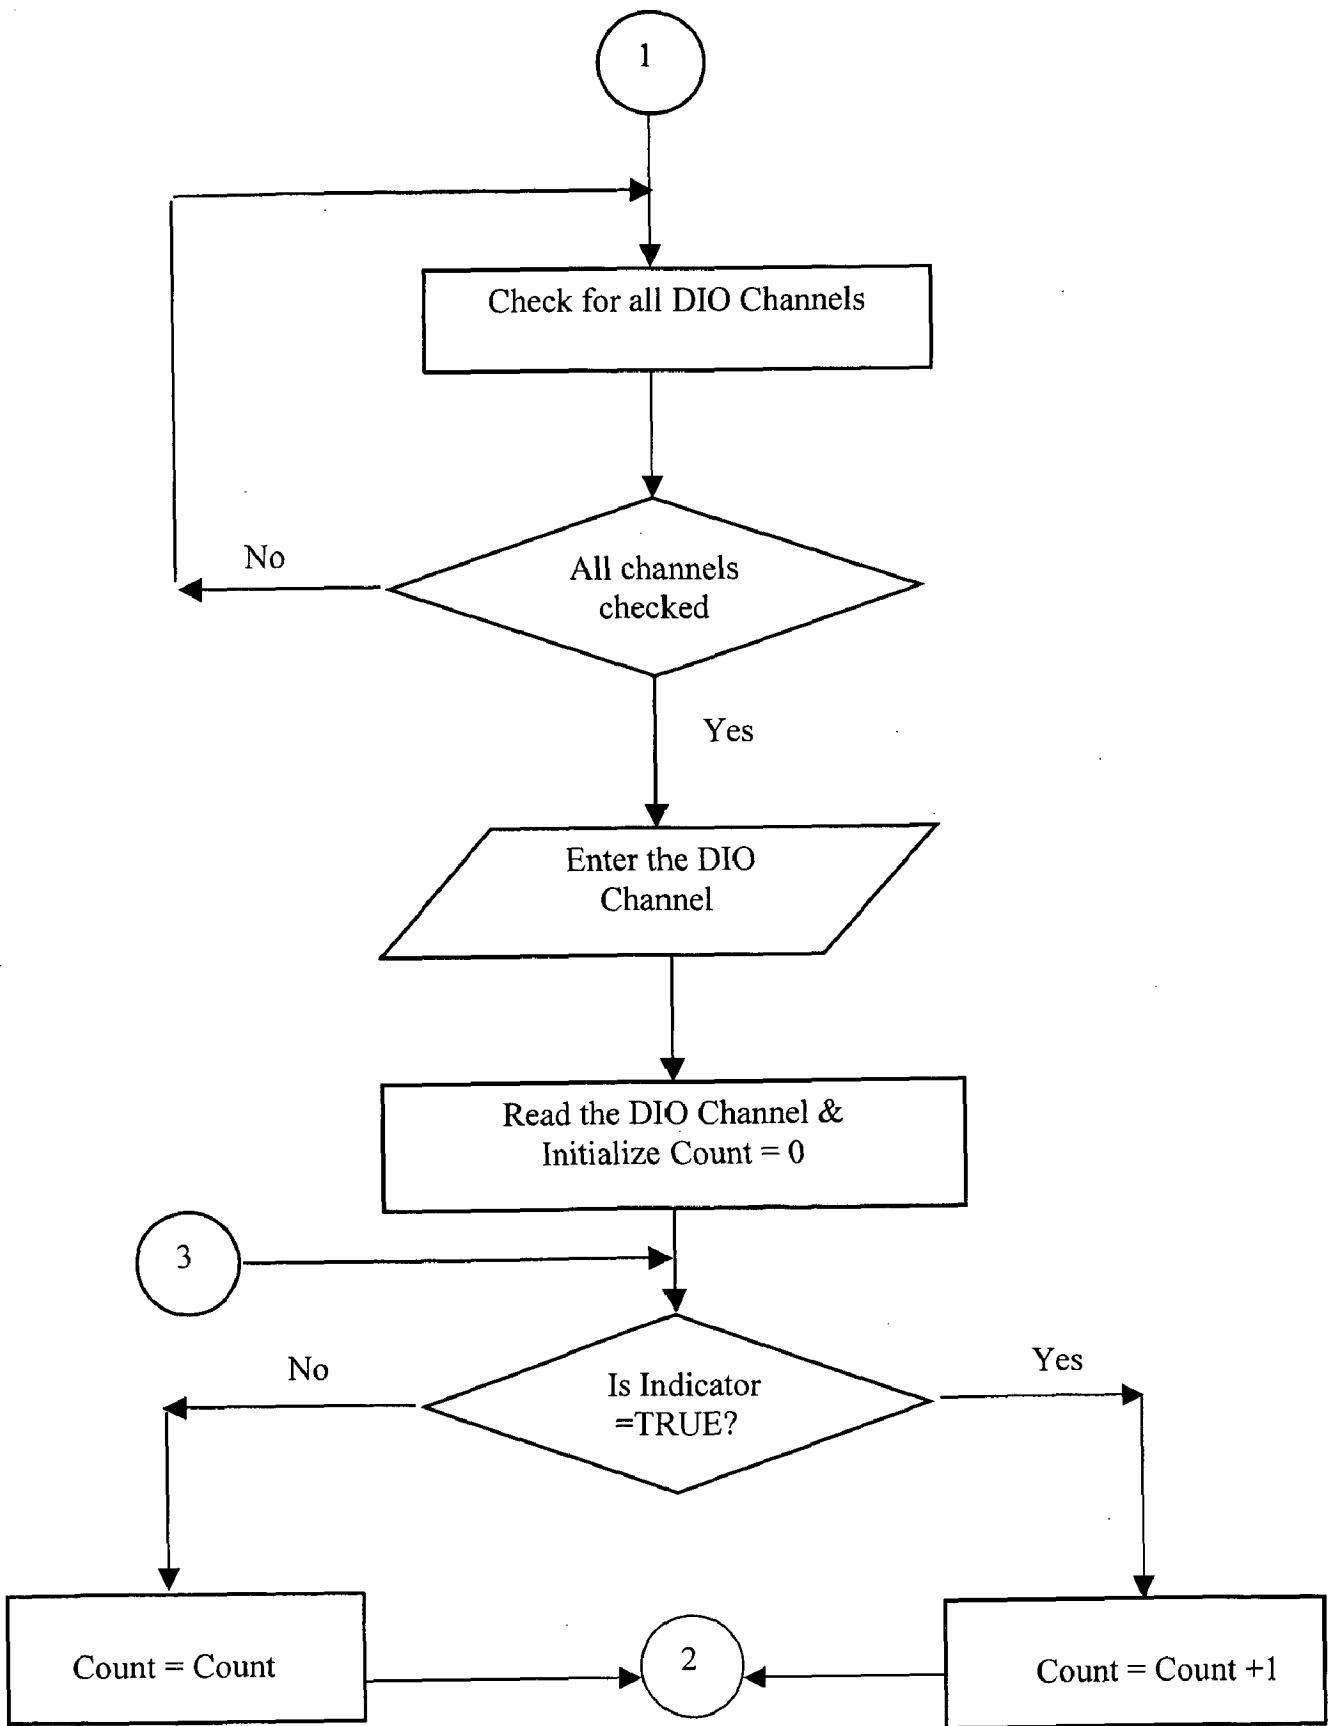 1
Check for all DIO Channels
No
All channels
checked
Yes
Enter the DIO
Channel
Read the DIO Channel &
Initialize Count = 0
3
No
Is Indicator
=TRUE?
Yes
Count = Count
2
Count = Count +1